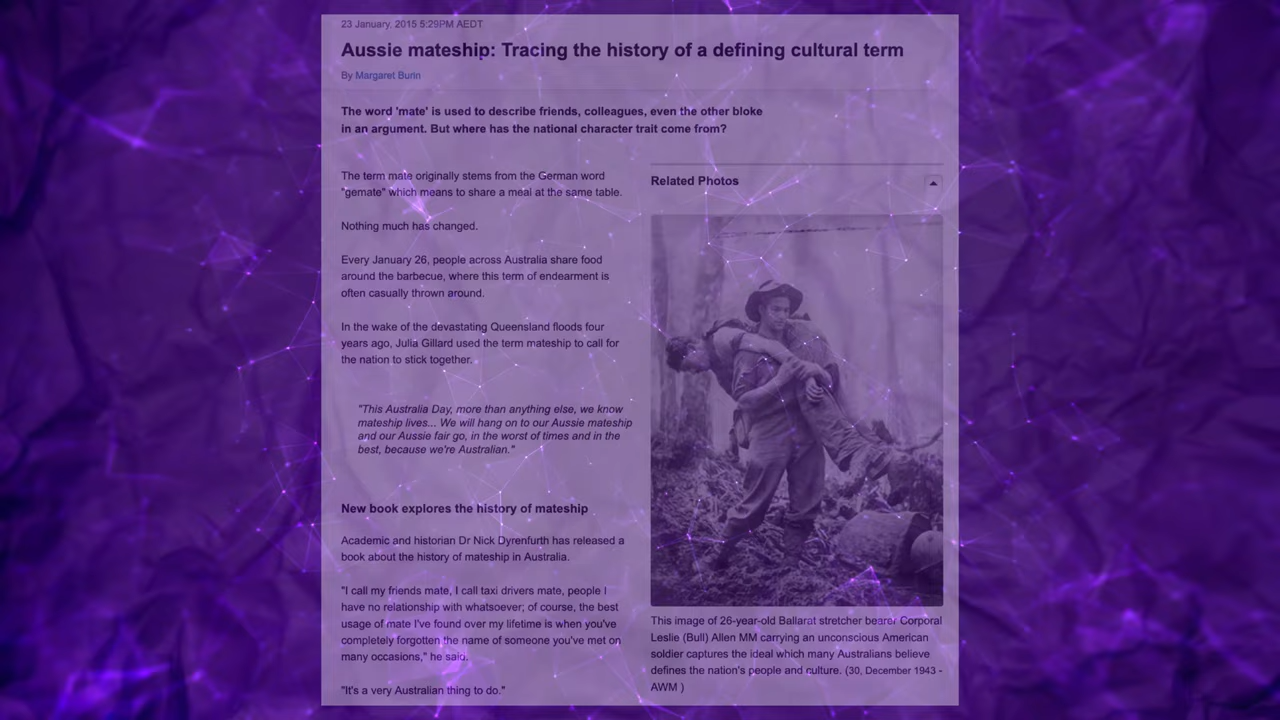 23 January, 2015 5:29PM AEDT
Aussie mateship: Tracing the history of a defining cultural term
By Margaret Burin
The word 'mate' is used to describe friends, colleagues, even the other bloke
in an argument. But where has the national character trait come from?
The term mate originally stems from the German word
"gemate" which means to share a meal at the same table.
Nothing much has changed.
Every January 26, people across Australia share food
around the barbecue, where this term of endearment is
often casually thrown around.
In the wake of the devastating Queensland floods four
years ago, Julia Gillard used the term mateship to call for
the nation to stick together.
"This Australia Day, more than anything else, we know
mateship lives... We will hang on to our Aussie mateship
and our Aussie fair go, in the worst of times and in the
best, because we're Australian."
New book explores the history of mateship
Academic and historian Dr Nick Dyrenfurth has released a
book about the history of mateship in Australia.
"I call my friends mate, I call taxi drivers mate, people I
have no relationship with whatsoever; of course, the best
usage of mate I've found over my lifetime is when you've
completely forgotten the name of someone you've met on
many occasions," he said.
"It's a very Australian thing to do."
Related Photos
This image of 26-year-old Ballarat stretcher bearer Corporal
Leslie (Bull) Allen MM carrying an unconscious American
soldier captures the ideal which many Australians believe
defines the nation's people and culture. (30, December 1943 -
AWM )